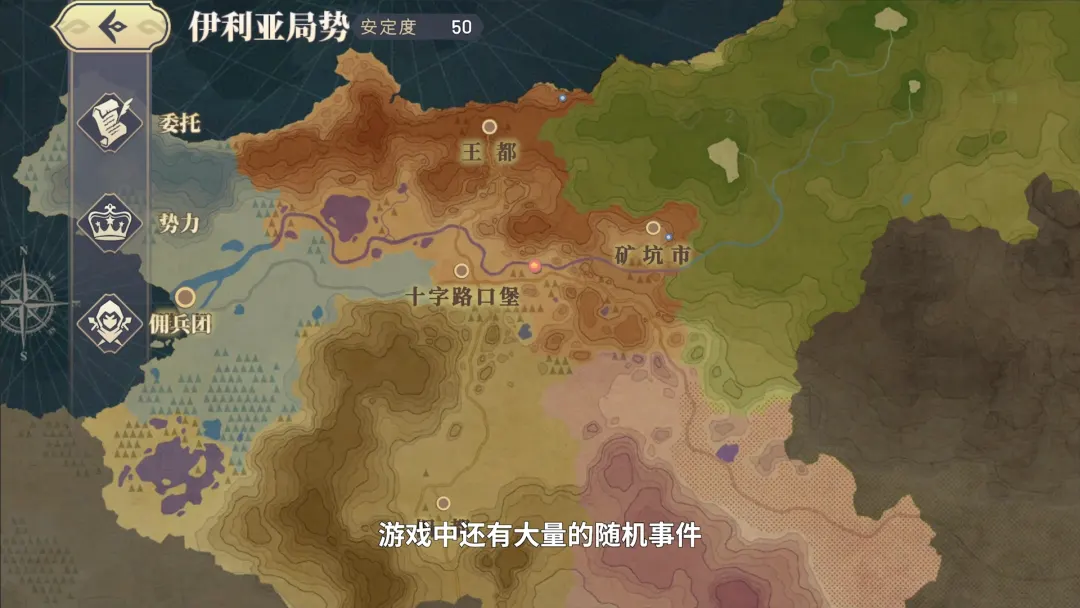 伊利亚局势 安定度 50
委托
王都
势力
矿坑市
N
十字路口堡
佣兵团
S
游戏中还有大量的随机事件